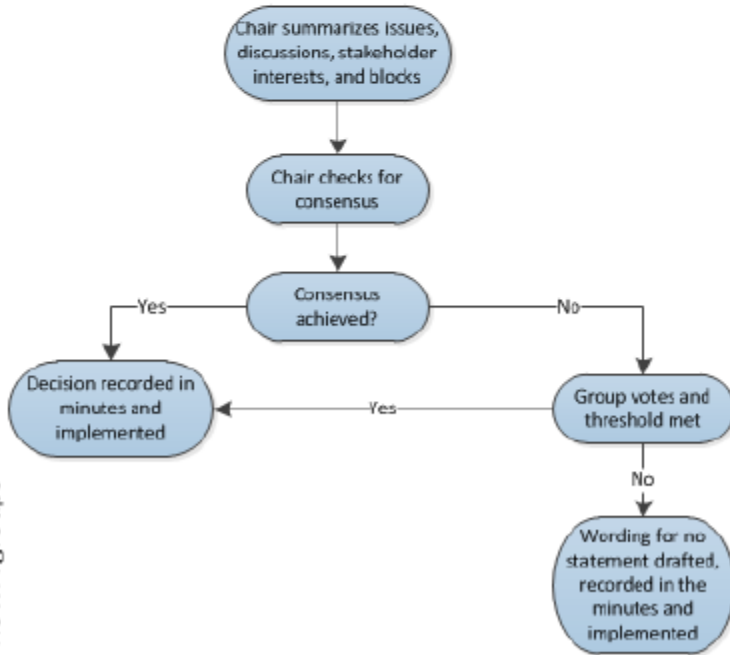 Chair summarizes issues,
discussions, stakeholder
interests, and blocks
Chair checks for
consensus
Consensus
achieved?
Yes
No
Decision recorded in
minutes and
implemented
Yes
Group votes and
threshold met
No
Wording for no
statement drafted,
recorded in the
minutes and
implemented